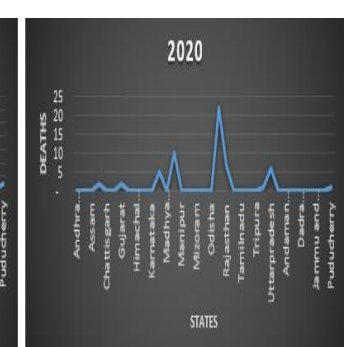 Puducherry
2020
DEATHS
25
20
15
10
5
-
Andhra...
Assam
Chattisgarh
Gujarat
Himachal...
Karnataka
Madhya...
Manipur
Mizoram
Odisha
Rajasthan
Tamilnadu
Tripura
Uttarpradesh
Andaman...
Dadra...
Jammu and...
Puducherry
STATES